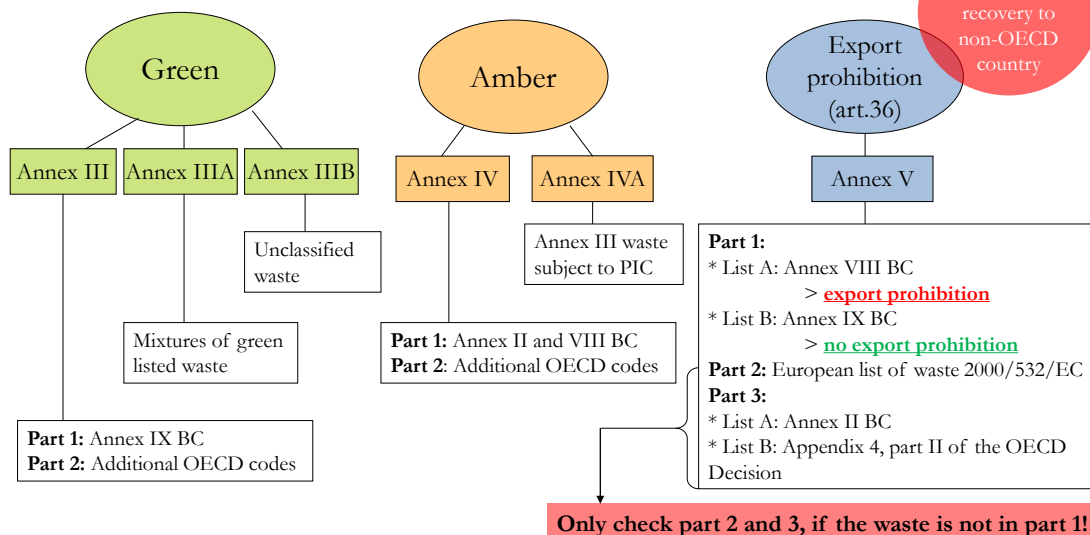 recovery to
non-OECD
country
Green
Amber
Export
prohibition
(art.36)
Annex III
Annex IIIA
Annex IIIB
Annex IV
Annex IVA
Annex V
Unclassified
waste
Mixtures of green
listed waste
Part 1: Annex IX BC
Part 2: Additional OECD codes
Annex III waste
subject to PIC
Part 1: Annex II and VIII BC
Part 2: Additional OECD codes
Part 1:
* List A: Annex VIII BC
> export prohibition
* List B: Annex IX BC
> no export prohibition
Part 2: European list of waste 2000/532/EC
Part 3:
* List A: Annex II BC
* List B: Appendix 4, part II of the OECD
Decision
Only check part 2 and 3, if the waste is not in part 1!